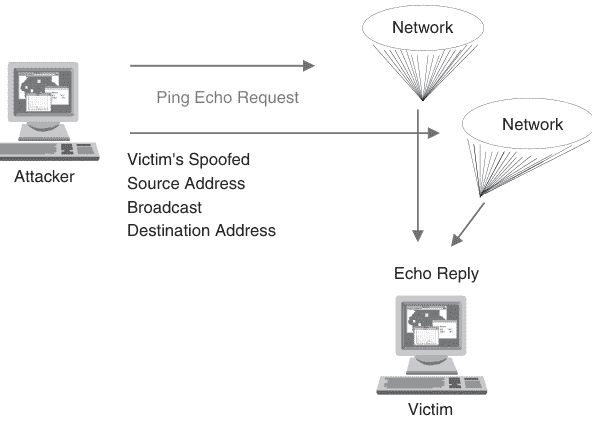 Network
Ping Echo Request
Network
Attacker
Victim's Spoofed
Source Address
Broadcast
Destination Address
Echo Reply
Victim